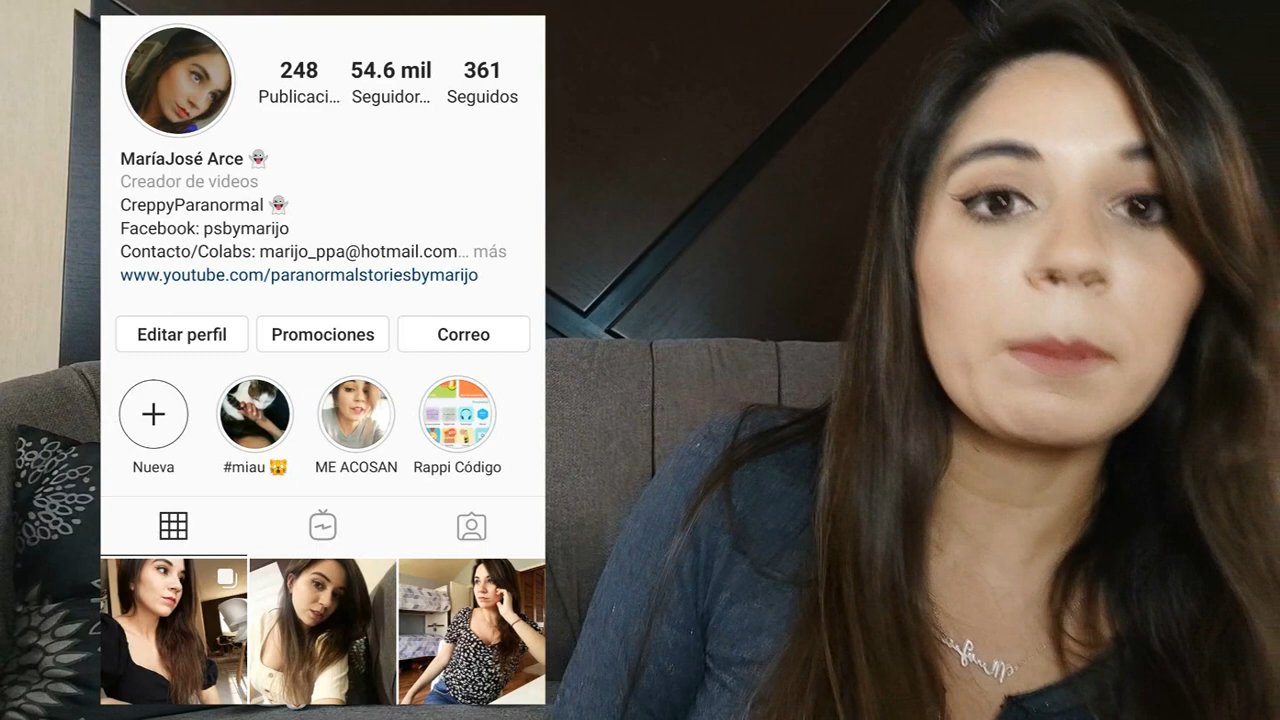 248 54.6 mil 361
Publicaci... Seguidor... Seguidos
MaríaJosé Arce 👻
Creador de videos
CreppyParanormal 👻
Facebook: psbymarijo
Contacto/Colabs: marijo_ppa@hotmail.com... más
www.youtube.com/paranormalstoriesbymarijo
Editar perfil Promociones Correo
Nueva #miau 🙀 ME ACOSAN Rappi Código